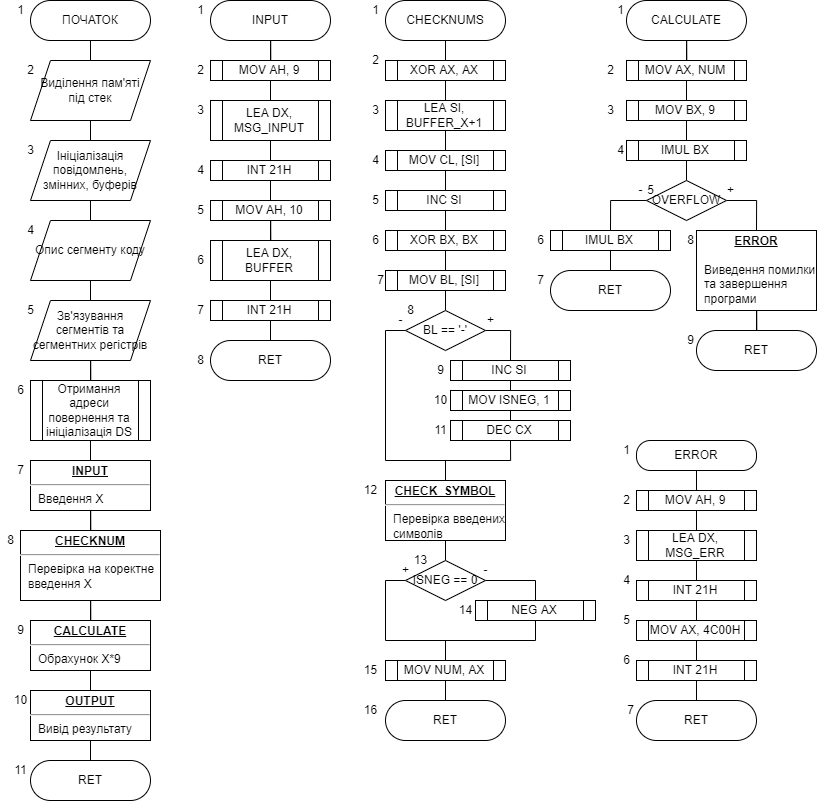 1
ПОЧАТОК
2
Виділення пам'яті
під стек
3
Ініціалізація
повідомлень,
змінних, буферів
4
Опис сегменту коду
5
Зв'язування
сегментів та
сегментних регістрів
6
Отримання
адреси
повернення та
ініціалізація DS
7
INPUT
Введення X
8
CHECKNUM
Перевірка на коректне
введення X
9
CALCULATE
Обрахунок X*9
10
OUTPUT
Вивід результату
11
RET
1
INPUT
2
MOV AH, 9
3
LEA DX,
MSG_INPUT
4
INT 21H
5
MOV AH, 10
6
LEA DX,
BUFFER
7
INT 21H
8
RET
1
CHECKNUMS
2
XOR AX, AX
3
LEA SI,
BUFFER_X+1
4
MOV CL, [SI]
5
INC SI
6
XOR BX, BX
7
MOV BL, [SI]
8
- BL == '-' +
9
INC SI
10
MOV ISNEG, 1
11
DEC CX
12
CHECK_SYMBOL
Перевірка введених
символів
13
+ ISNEG == 0 -
14
NEG AX
15
MOV NUM, AX
16
RET
1
CALCULATE
2
MOV AX, NUM
3
MOV BX, 9
4
IMUL BX
5
- OVERFLOW +
6
IMUL BX
7
RET
8
ERROR
Виведення помилки
та завершення
програми
9
RET
1
ERROR
2
MOV AH, 9
3
LEA DX,
MSG_ERR
4
INT 21H
5
MOV AX, 4C00H
6
INT 21H
7
RET